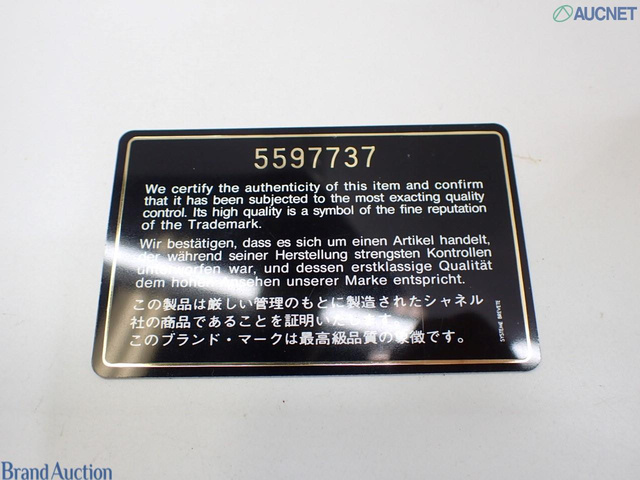 AUCNET
5597737
We certify the authenticity of this item and confirm
that it has been subjected to the most exacting quality
control. Its high quality is a symbol of the fine reputation
of the Trademark.
Wir bestätigen, dass es sich um einen Artikel handelt,
der während seiner Herstellung strengsten Kontrollen
unterworfen war, und dessen erstklassige Qualität
dem hohen Ansehen unserer Marke entspricht.
この製品は厳しい管理のもとに製造されたシャネル
社の商品であることを証明いたします。
このブランド・マークは最高級品質の象徴です。
SYSTEME BREVETE
Brand Auction